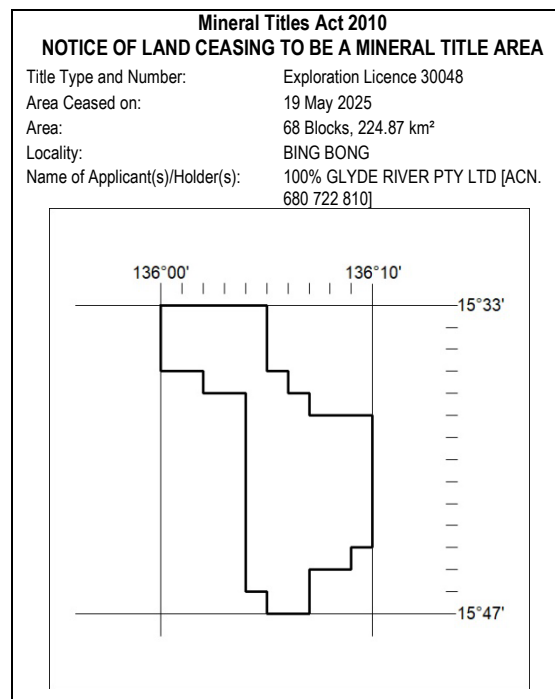 Mineral Titles Act 2010
NOTICE OF LAND CEASING TO BE A MINERAL TITLE AREA
Title Type and Number: Exploration Licence 30048
Area Ceased on: 19 May 2025
Area: 68 Blocks, 224.87 km²
Locality: BING BONG
Name of Applicant(s)/Holder(s): 100% GLYDE RIVER PTY LTD [ACN.
680 722 810]
136°00' 136°10'
15°33'
15°47'